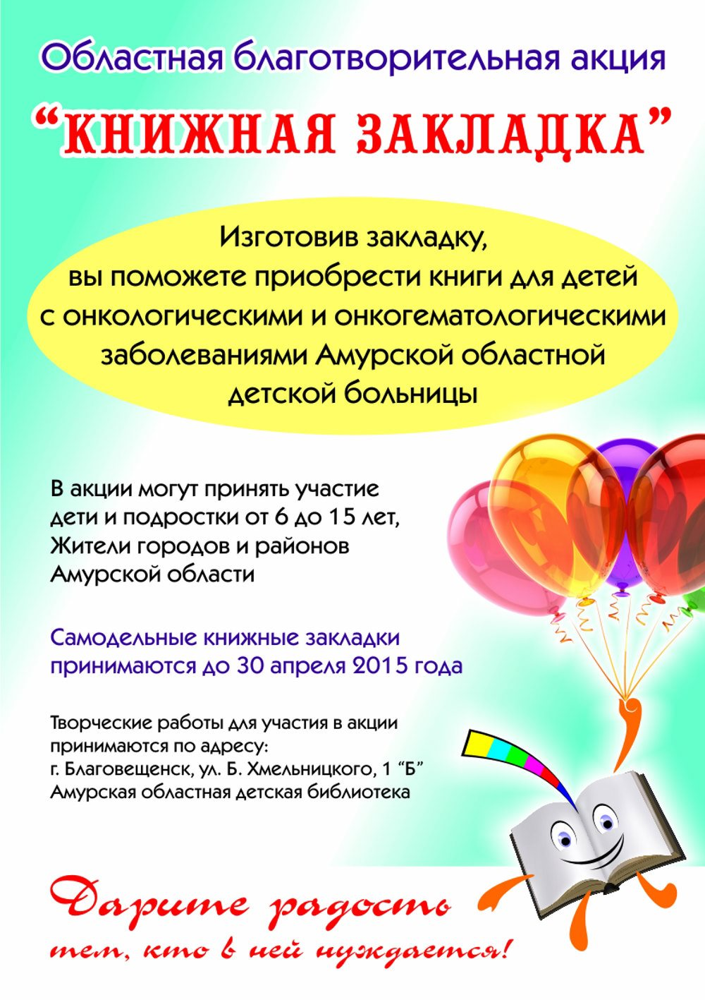 Областная благотворительная акция
“КНИЖНАЯ ЗАКЛАДКА”
Изготовив закладку,
вы поможете приобрести книги для детей
с онкологическими и онкогематологическими
заболеваниями Амурской областной
детской больницы
В акции могут принять участие
дети и подростки от 6 до 15 лет,
Жители городов и районов
Амурской области
Самодельные книжные закладки
принимаются до 30 апреля 2015 года
Творческие работы для участия в акции
принимаются по адресу:
г. Благовещенск, ул. Б. Хмельницкого, 1 “Б”
Амурская областная детская библиотека
Дарите радость
тем, кто в ней нуждается!